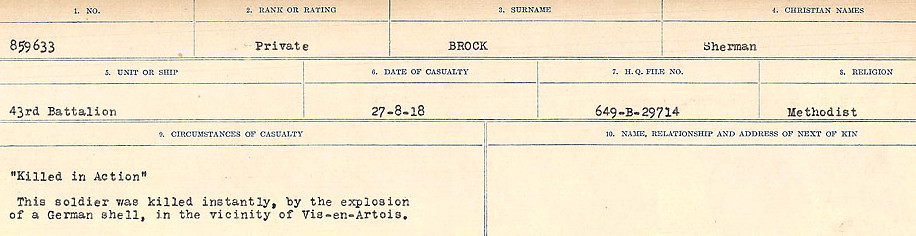 1. NO. 2. RANK OR RATING 3. SURNAME 4. CHRISTIAN NAMES
859633 Private BROCK Sherman
5. UNIT OR SHIP 6. DATE OF CASUALTY 7. H.Q. FILE NO. 8. RELIGION
43rd Battalion 27-8-18 649-B-29714 Methodist
9. CIRCUMSTANCES OF CASUALTY 10. NAME, RELATIONSHIP AND ADDRESS OF NEXT OF KIN
"Killed in Action"
This soldier was killed instantly, by the explosion
of a German shell, in the vicinity of Vis-en-Artois.